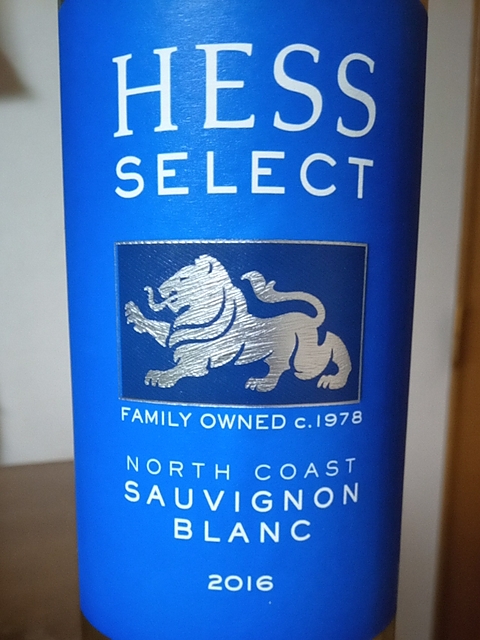 HESS
SELECT
FAMILY OWNED c.1978
NORTH COAST
SAUVIGNON
BLANC
2016